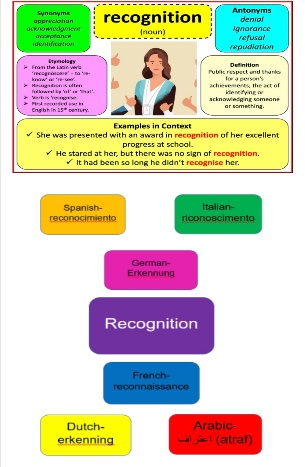 Synonyms
appreciation
acknowledgment
acceptance
identification
recognition
(noun)
Antonyms
denial
ignorance
refusal
repudiation
Etymology
➤ From the Latin verb
'recognoscere' – to 're-
know' or 're-see'.
➤ Recognition is often
followed by 'of' or 'that'.
➤ Verb is 'recognise'.
➤ First recorded use in
English in 15th century.
Definition
Public respect and thanks
for a person's
achievements; the act of
identifying or
acknowledging someone
or something.
Examples in Context
✓ She was presented with an award in recognition of her excellent
progress at school.
✓ He stared at her, but there was no sign of recognition.
✓ It had been so long he didn't recognise her.
Spanish-
reconocimiento
Italian-
riconoscimento
German-
Erkennung
Recognition
French-
reconnaissance
Dutch-
erkenning
Arabic-
اعتراف (atraf)